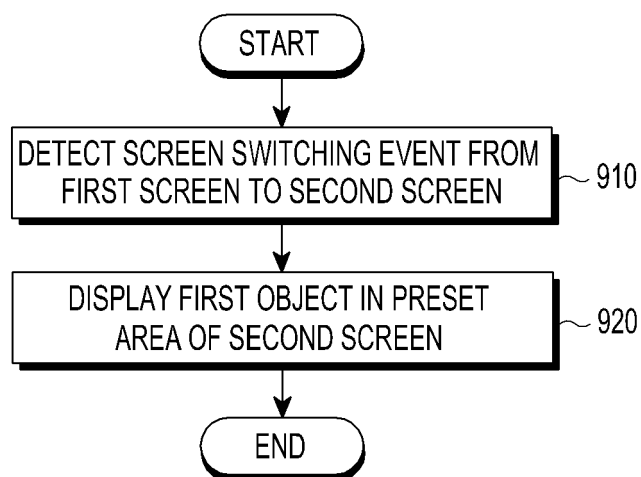 START
DETECT SCREEN SWITCHING EVENT FROM
FIRST SCREEN TO SECOND SCREEN
910
DISPLAY FIRST OBJECT IN PRESET
AREA OF SECOND SCREEN
920
END